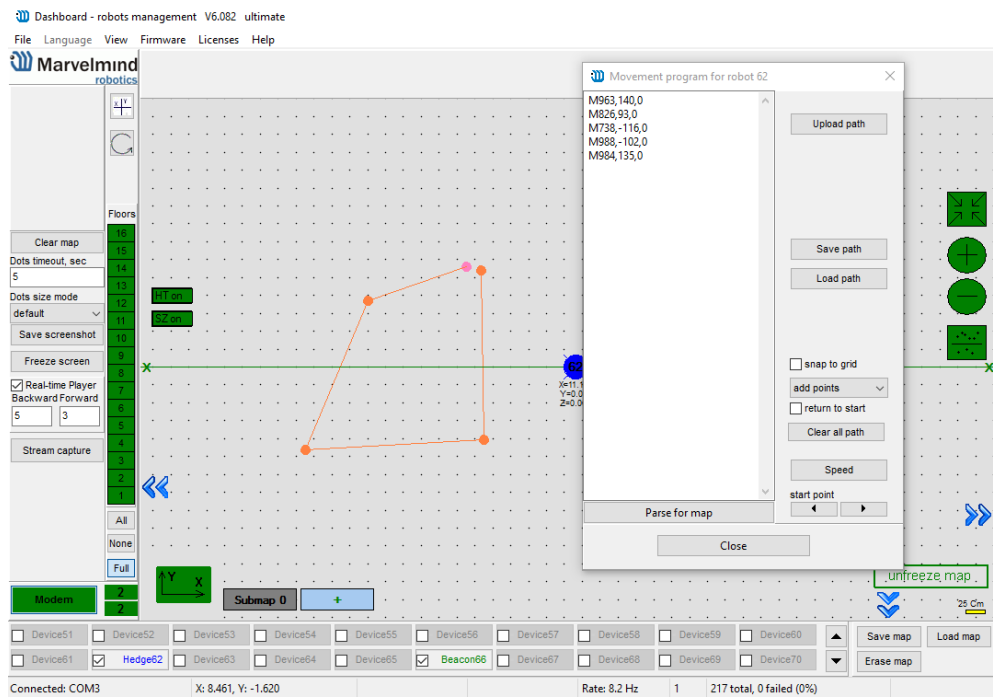 Dashboard - robots management V6.082 ultimate
File Language View Firmware Licenses Help
Marvelmind
robotics
Movement program for robot 62
M963,140,0
M826,93,0
M738,-116,0
M988,-102,0
M984,135,0
Upload path
Save path
Load path
snap to grid
add points
return to start
Clear all path
Speed
start point
Parse for map
Close
Floors
16
15
14
13
12
11
10
9
8
7
6
5
4
3
2
1
All
None
Full
2
2
Clear map
Dots timeout, sec
5
Dots size mode
default
Save screenshot
Freeze screen
Real-time Player
Backward Forward
5 3
Stream capture
Modem
HT on
SZ on
X
X
62
X=11.1
Y=0.0
Z=0.0
Y X
Submap 0 +
unfreeze map
25 Cm
Device51 Device52 Device53 Device54 Device55 Device56 Device57 Device58 Device59 Device60
Save map Load map
Device61 Hedge62 Device63 Device64 Device65 Beacon66 Device67 Device68 Device69 Device70
Erase map
Connected: COM3 X: 8.461, Y: -1.620 Rate: 8.2 Hz 1 217 total, 0 failed (0%)